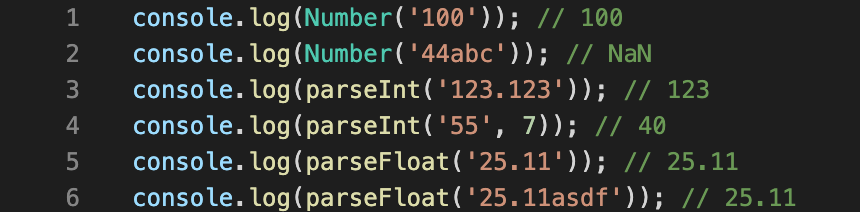 1 console.log(Number('100')); // 100
2 console.log(Number('44abc')); // NaN
3 console.log(parseInt('123.123')); // 123
4 console.log(parseInt('55', 7)); // 40
5 console.log(parseFloat('25.11')); // 25.11
6 console.log(parseFloat('25.11asdf')); // 25.11